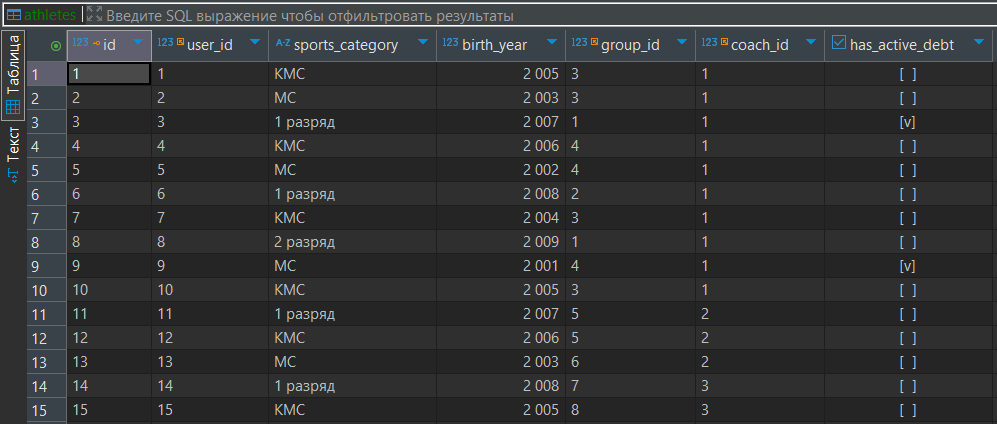 athletes Введите SQL выражение чтобы отфильтровать результаты
Таблица
Текст
123 id 123 user_id A-Z sports_category 123 birth_year 123 group_id 123 coach_id has_active_debt
1 1 1 КМС 2 005 3 1 [ ]
2 2 2 МС 2 003 3 1 [ ]
3 3 3 1 разряд 2 007 1 1 [v]
4 4 4 КМС 2 006 4 1 [ ]
5 5 5 МС 2 002 4 1 [ ]
6 6 6 1 разряд 2 008 2 1 [ ]
7 7 7 КМС 2 004 3 1 [ ]
8 8 8 2 разряд 2 009 1 1 [ ]
9 9 9 МС 2 001 4 1 [v]
10 10 10 КМС 2 005 3 1 [ ]
11 11 11 1 разряд 2 007 5 2 [ ]
12 12 12 КМС 2 006 5 2 [ ]
13 13 13 МС 2 003 6 2 [ ]
14 14 14 1 разряд 2 008 7 3 [ ]
15 15 15 КМС 2 005 8 3 [ ]